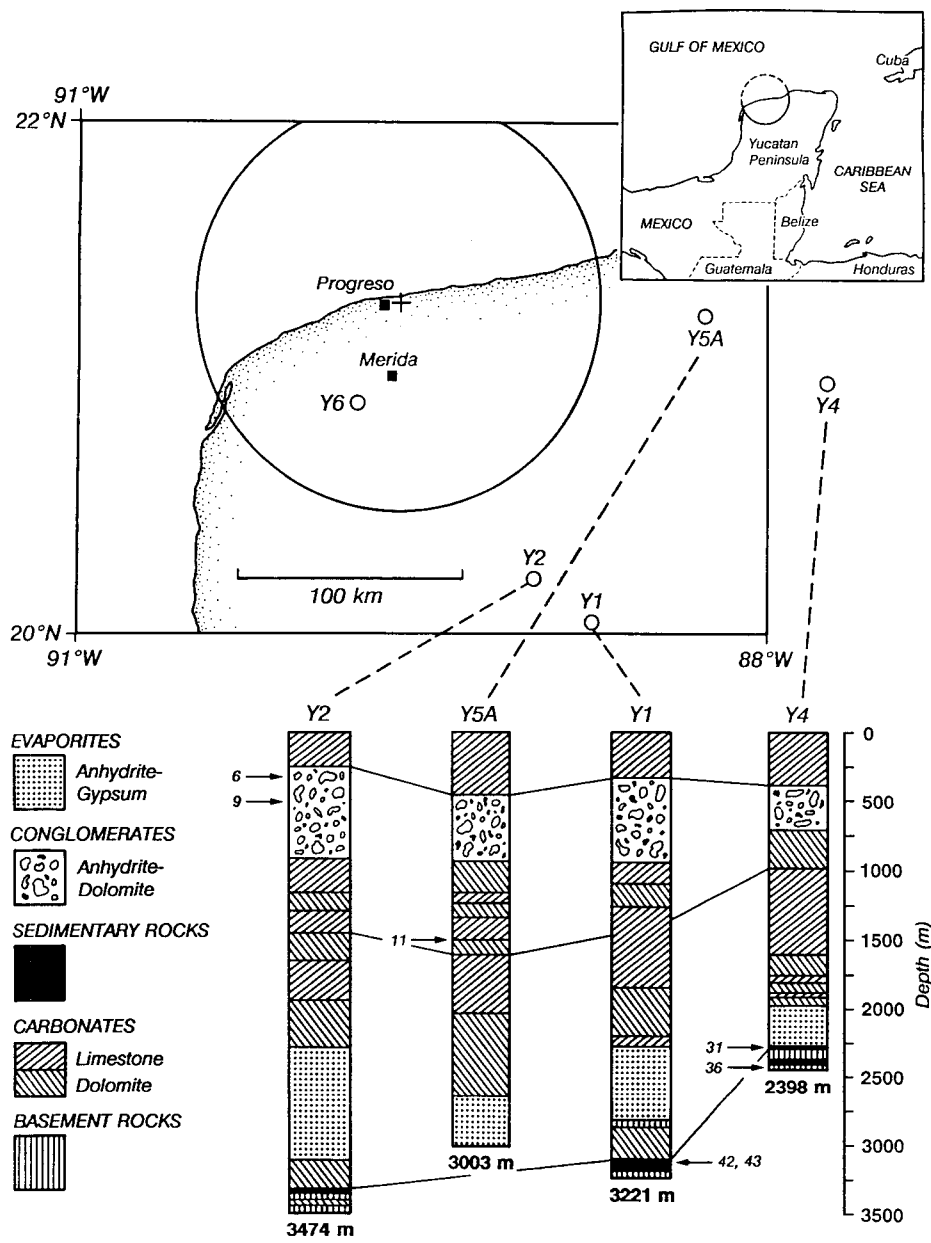 91°W
22°N
GULF OF MEXICO
Cuba
Yucatan
Peninsula
CARIBBEAN
SEA
MEXICO
Belize
Guatemala
Honduras
Progreso
Merida
Y6
Y5A
Y4
Y2
Y1
100 km
20°N
91°W
88°W
Y2
Y5A
Y1
Y4
EVAPORITES
Anhydrite-
Gypsum
CONGLOMERATES
Anhydrite-
Dolomite
SEDIMENTARY ROCKS
CARBONATES
Limestone
Dolomite
BASEMENT ROCKS
6
9
11
31
36
42, 43
3474 m
3003 m
3221 m
2398 m
0
500
1000
1500
2000
2500
3000
3500
Depth (m)